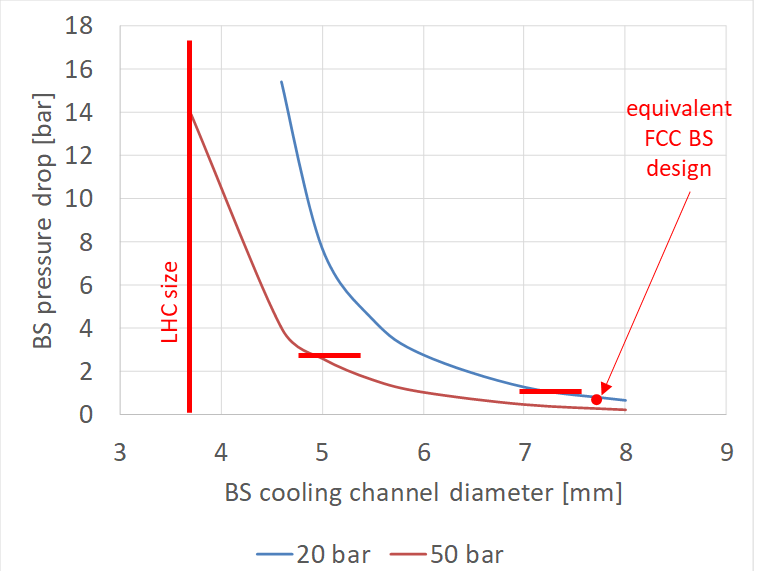 18
16
14
12
10
8
6
4
2
0
BS pressure drop [bar]
LHC size
equivalent
FCC BS
design
3 4 5 6 7 8 9
BS cooling channel diameter [mm]
20 bar 50 bar